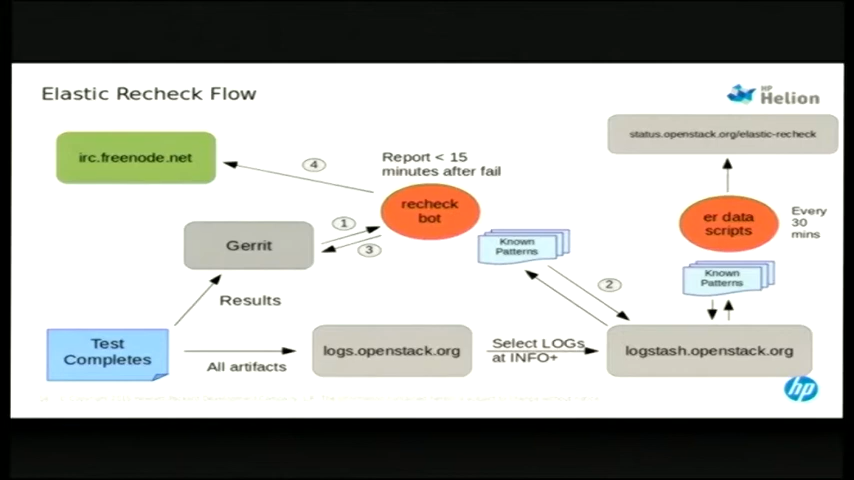 Elastic Recheck Flow
HP
Helion
status.openstack.org/elastic-recheck
irc.freenode.net
4
Report < 15
minutes after fail
recheck
bot
er data
scripts
Every
30
mins
1
Gerrit
3
Known
Patterns
Known
Patterns
2
Results
Test
Completes
All artifacts
logs.openstack.org
Select LOGs
at INFO+
logstash.openstack.org
hp